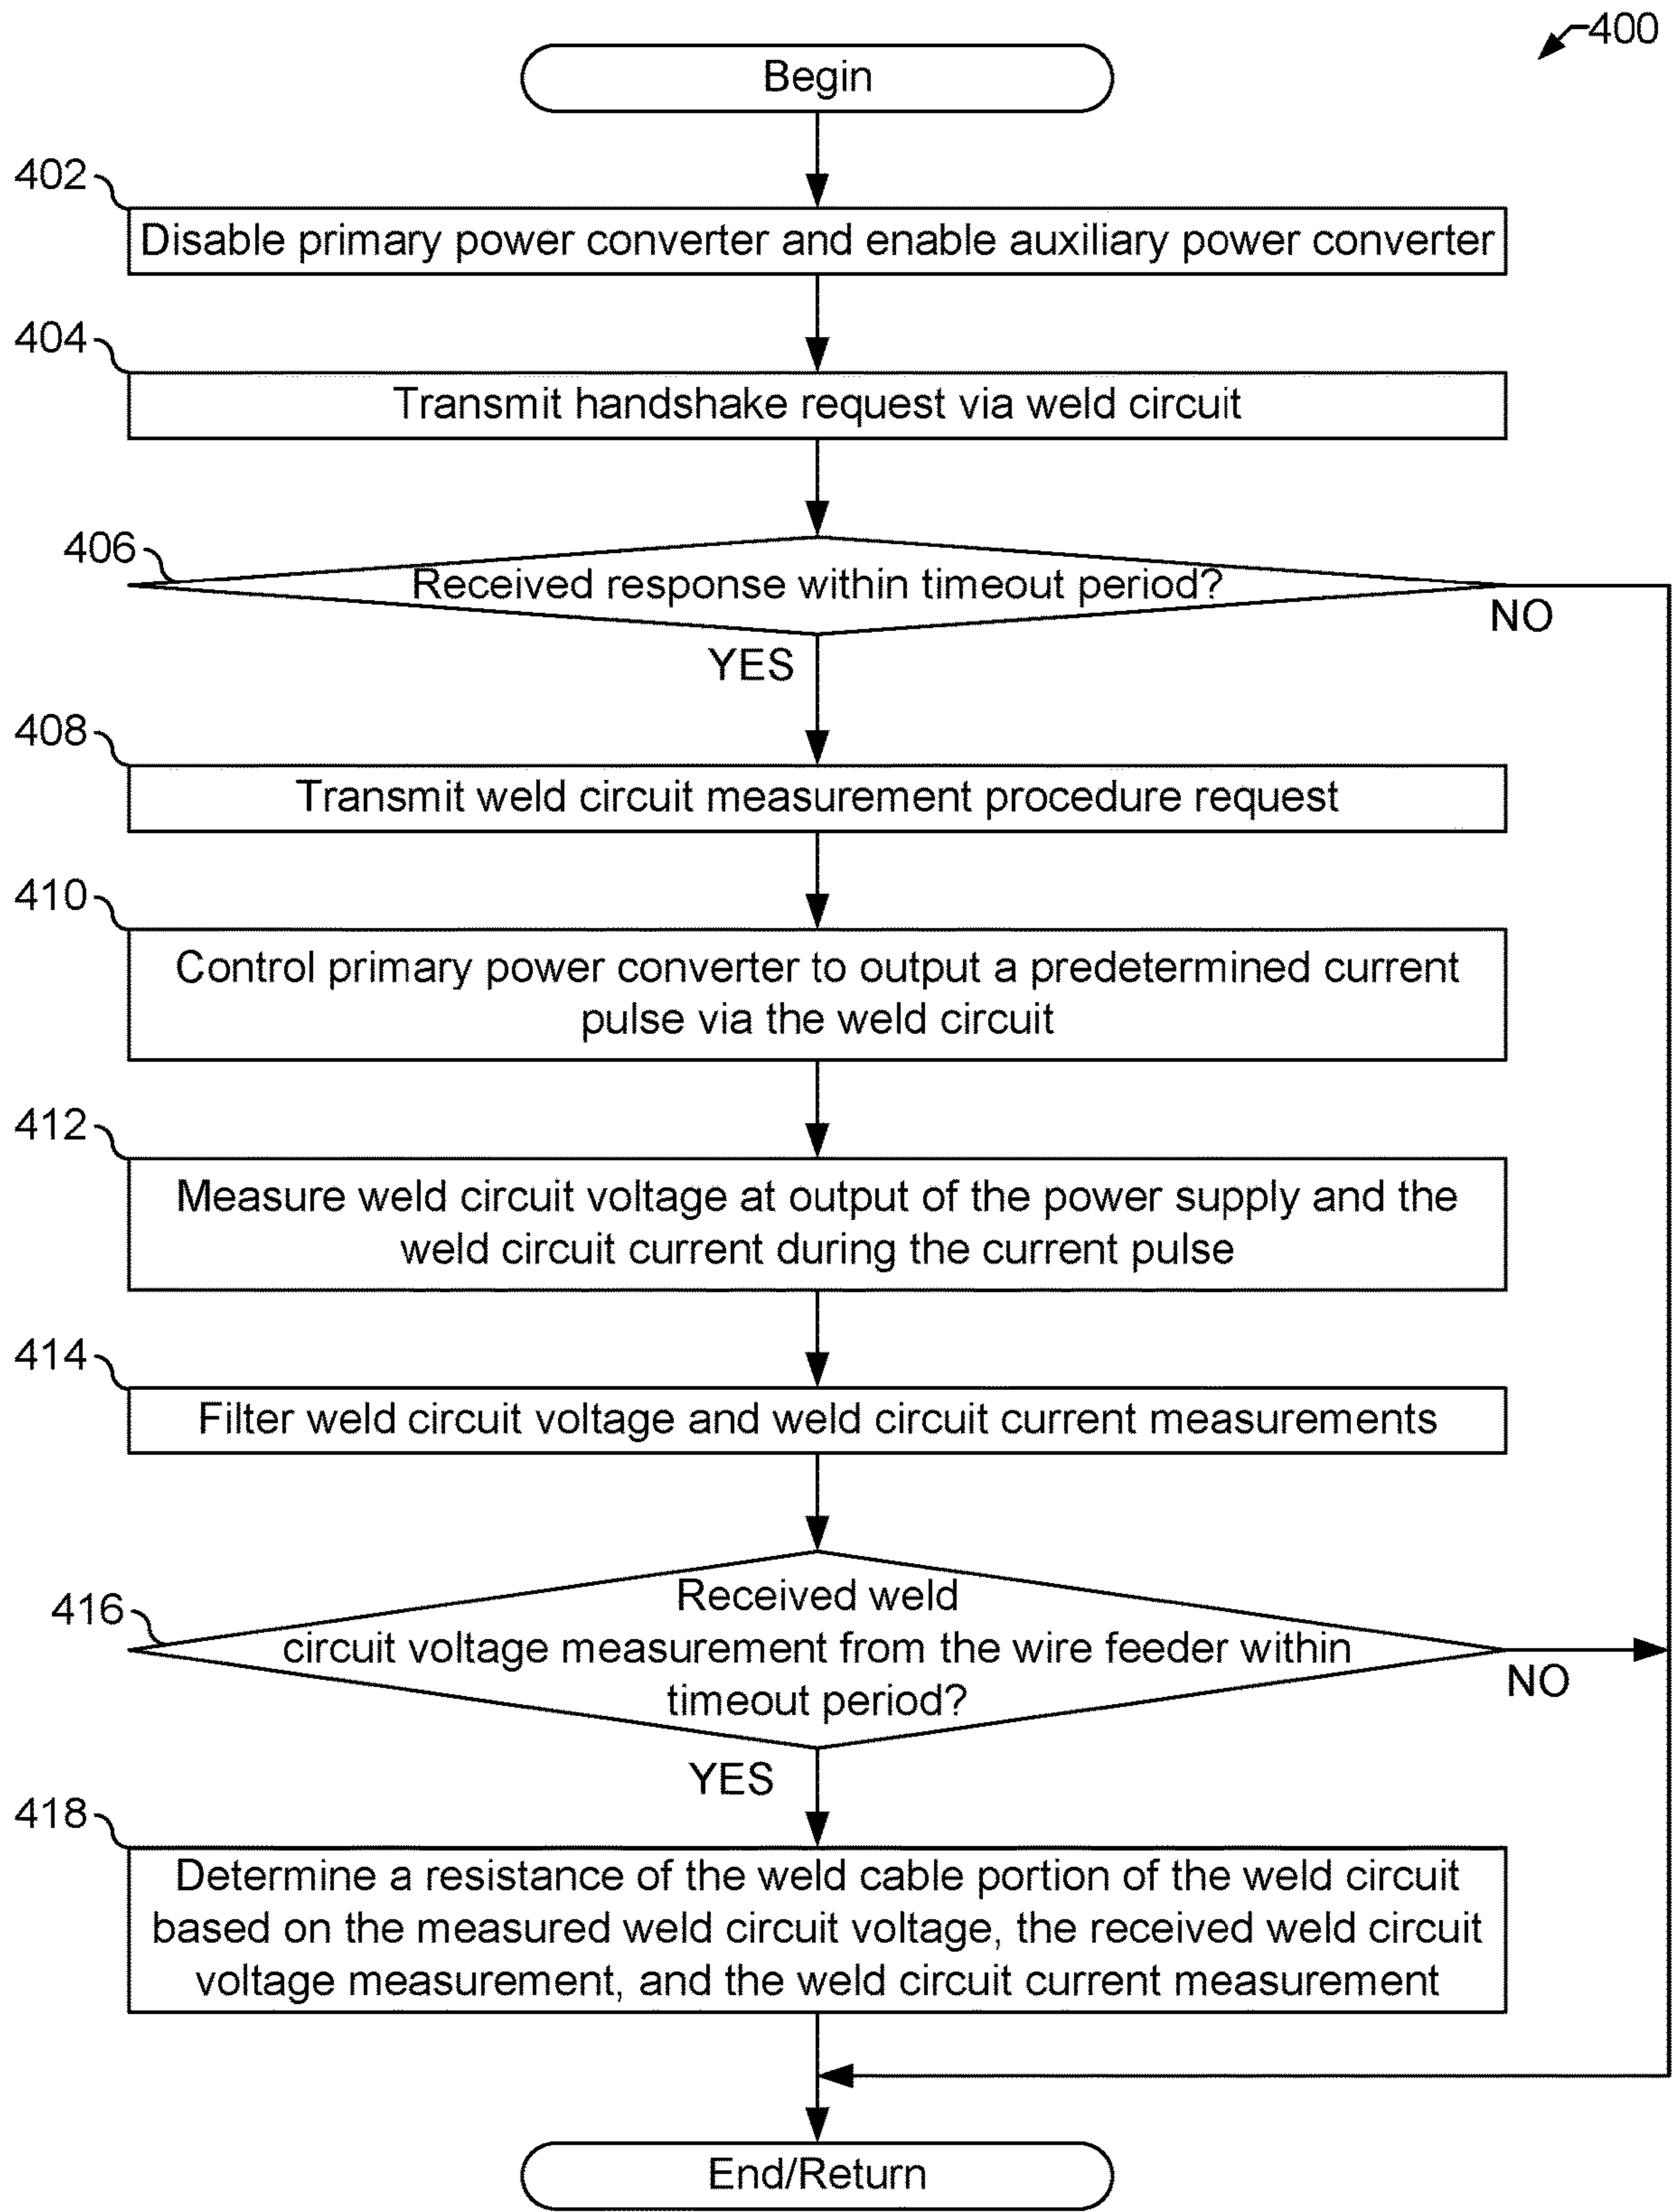 400
Begin
402
Disable primary power converter and enable auxiliary power converter
404
Transmit handshake request via weld circuit
406
Received response within timeout period?
NO
YES
408
Transmit weld circuit measurement procedure request
410
Control primary power converter to output a predetermined current
pulse via the weld circuit
412
Measure weld circuit voltage at output of the power supply and the
weld circuit current during the current pulse
414
Filter weld circuit voltage and weld circuit current measurements
416
Received weld
circuit voltage measurement from the wire feeder within
timeout period?
NO
YES
418
Determine a resistance of the weld cable portion of the weld circuit
based on the measured weld circuit voltage, the received weld circuit
voltage measurement, and the weld circuit current measurement
End/Return